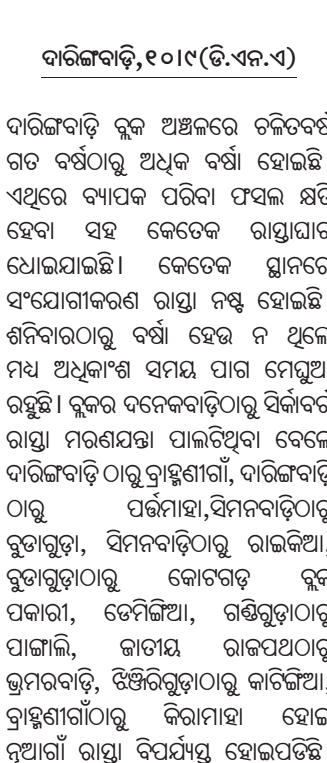 ଦାରିଙ୍ଗବାଡ଼ି,୧୦।୯(ଡି.ଏନ.ଏ)
ଦାରିଙ୍ଗବାଡ଼ି ବ୍ଲକ ଅଞ୍ଚଳରେ ଚଳିତବର୍ଷ
ଗତ ବର୍ଷଠାରୁ ଅଧିକ ବର୍ଷା ହୋଇଛି
ଏଥିରେ ବ୍ୟାପକ ପରିବା ଫସଲ କ୍ଷତି
ହେବା ସହ କେତେକ ରାସ୍ତାଘାଟ
ଧୋଇଯାଇଛି। କେତେକ ସ୍ଥାନରେ
ସଂଯୋଗୀକରଣ ରାସ୍ତା ନଷ୍ଟ ହୋଇଛି
ଶନିବାରଠାରୁ ବର୍ଷା ହେଉ ନ ଥିଲେ
ମଧ୍ୟ ଅଧିକାଂଶ ସମୟ ପାଗ ମେଘୁଆ
ରହୁଛି। ବ୍ଲକର ଦନେକବାଡ଼ିଠାରୁ ସିର୍କାବର୍ଗ
ରାସ୍ତା ମରଣଯନ୍ତା ପାଲଟିଥିବା ବେଳେ
ଦାରିଙ୍ଗବାଡ଼ି ଠାରୁ ବ୍ରାହ୍ମଣୀଗାଁ, ଦାରିଙ୍ଗବାଡ଼ି
ଠାରୁ ପର୍ତ୍ତମାହା,ସିମନବାଡ଼ିଠାରୁ
ବୁଡାଗୁଡ଼ା, ସିମନବାଡ଼ିଠାରୁ ରାଇକିଆ,
ବୁଡାଗୁଡ଼ାଠାରୁ କୋଟଗଡ଼ ବ୍ଲକ
ପକାରୀ, ଡେମିଙ୍ଗିଆ, ଗଣ୍ଡିଗୁଡ଼ାଠାରୁ
ପାଙ୍ଗାଲି, ଜାତୀୟ ରାଜପଥଠାରୁ
ଭ୍ରମରବାଡ଼ି, ଝିଞ୍ଜିରିଗୁଡ଼ାଠାରୁ କାଟିଙ୍ଗିଆ,
ବ୍ରାହ୍ମଣୀଗାଁଠାରୁ କିରାମାହା ହୋଇ
ନୂଆଗାଁ ରାସ୍ତା ବିପର୍ଯ୍ୟସ୍ତ ହୋଇପଡିଛି